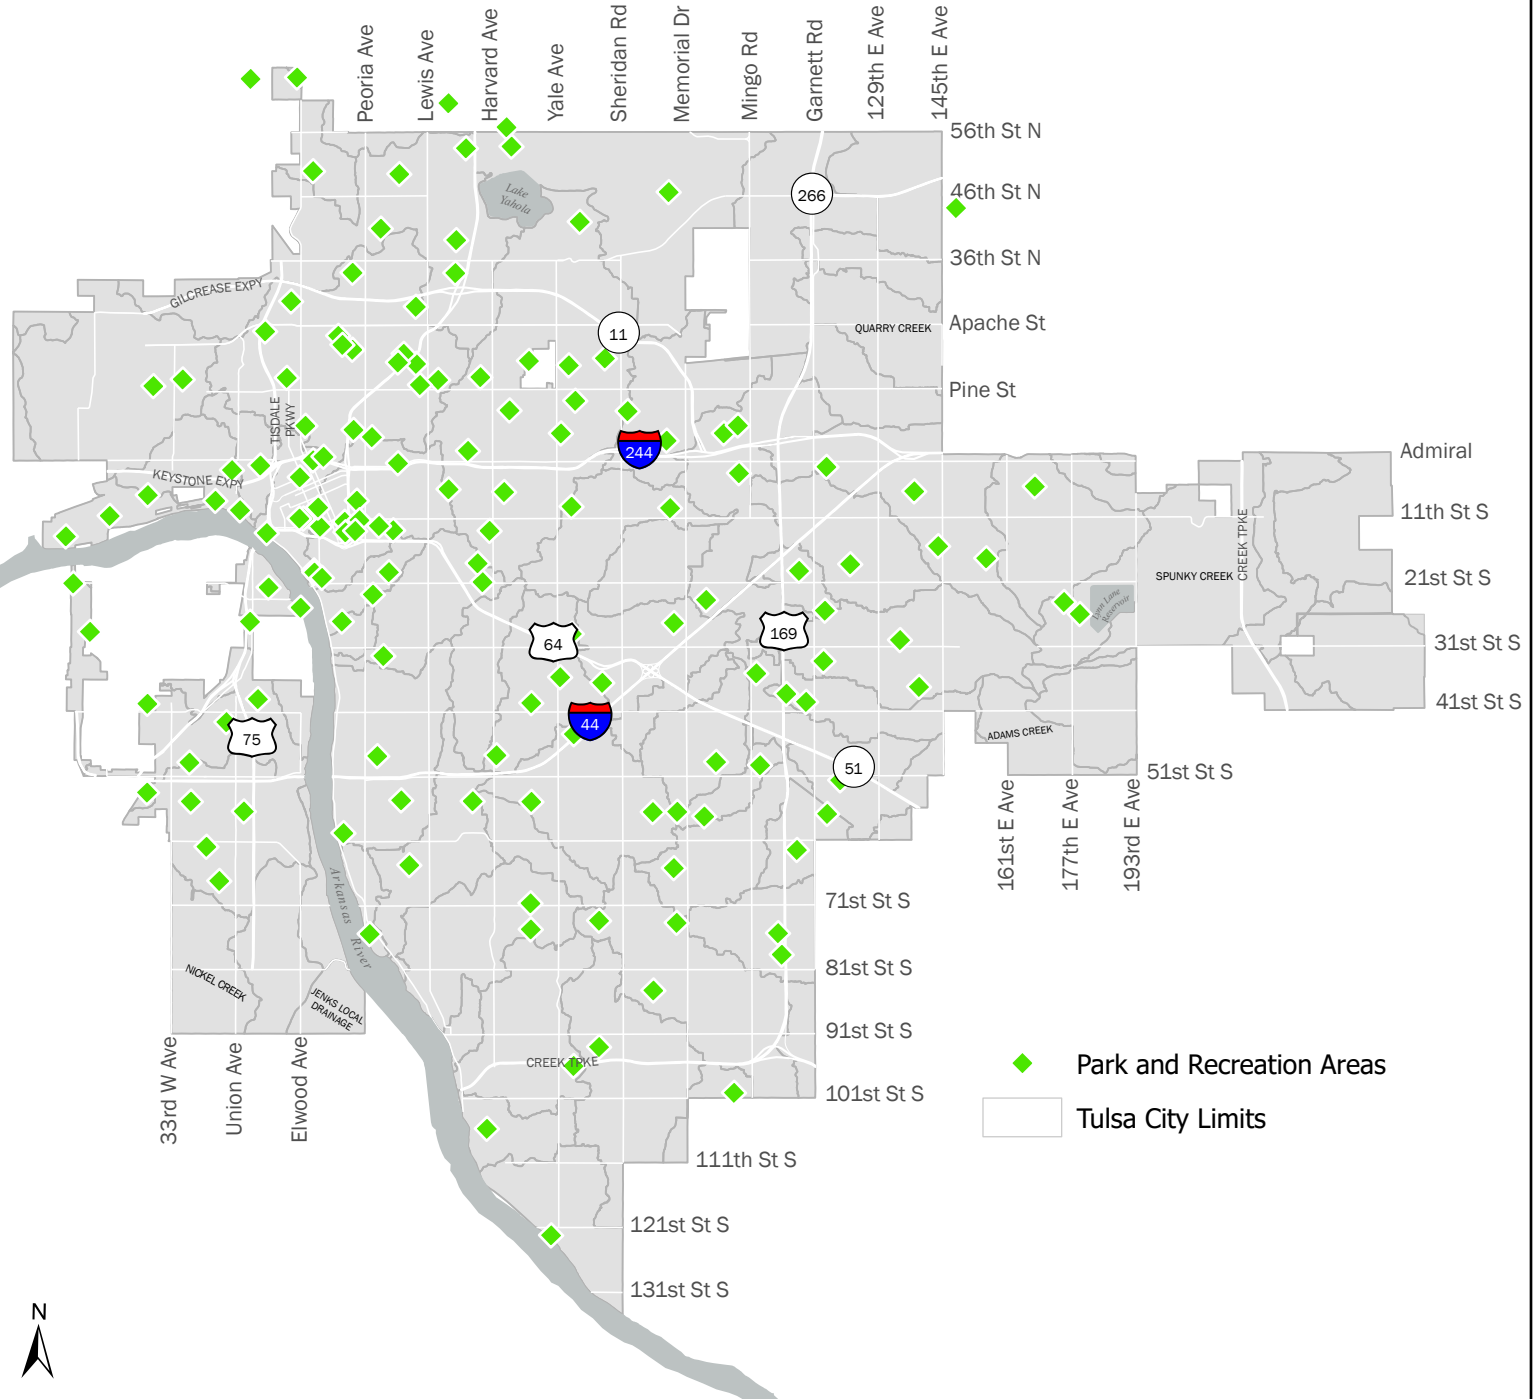 Peoria Ave
Lewis Ave
Harvard Ave
Yale Ave
Sheridan Rd
Memorial Dr
Mingo Rd
Garnett Rd
129th E Ave
145th E Ave
56th St N
Lake
Yahola
266
46th St N
36th St N
GILCREASE EXPY
11
QUARRY CREEK
Apache St
Pine St
TISDALE
PKWY
244
Admiral
KEYSTONE EXPY
11th St S
CREEK TPKE
SPUNKY CREEK
21st St S
Lynn Lane
Reservoir
64
169
31st St S
41st St S
44
75
ADAMS CREEK
51
51st St S
161st E Ave
177th E Ave
193rd E Ave
Arkansas River
71st St S
NICKEL CREEK
JENKS LOCAL
DRAINAGE
81st St S
91st St S
33rd W Ave
Union Ave
Elwood Ave
CREEK TPKE
101st St S
Park and Recreation Areas
Tulsa City Limits
111th St S
121st St S
131st St S
N